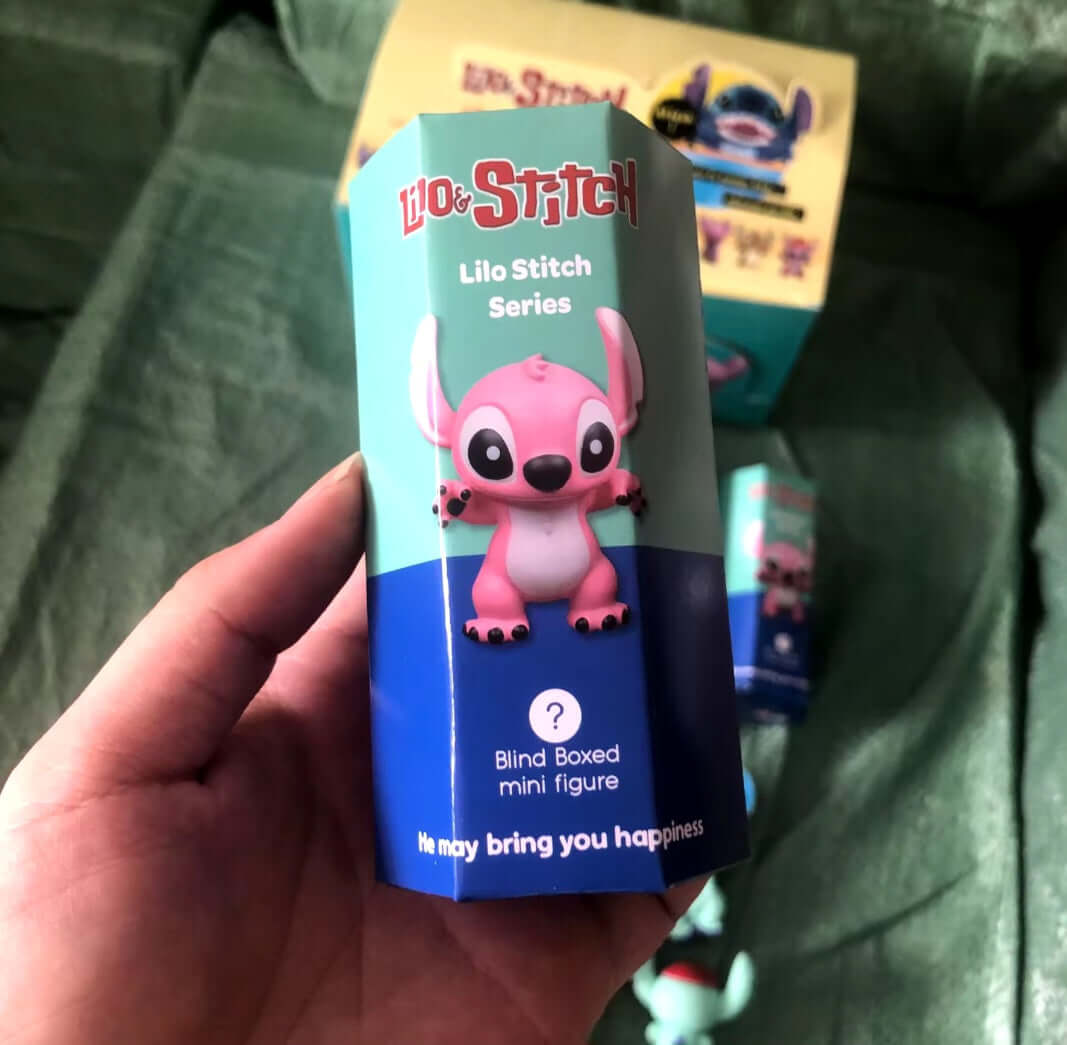 Lilo & Stitch
Lilo & Stitch
Lilo Stitch
Series
?
Blind Boxed
mini figure
He may bring you happiness